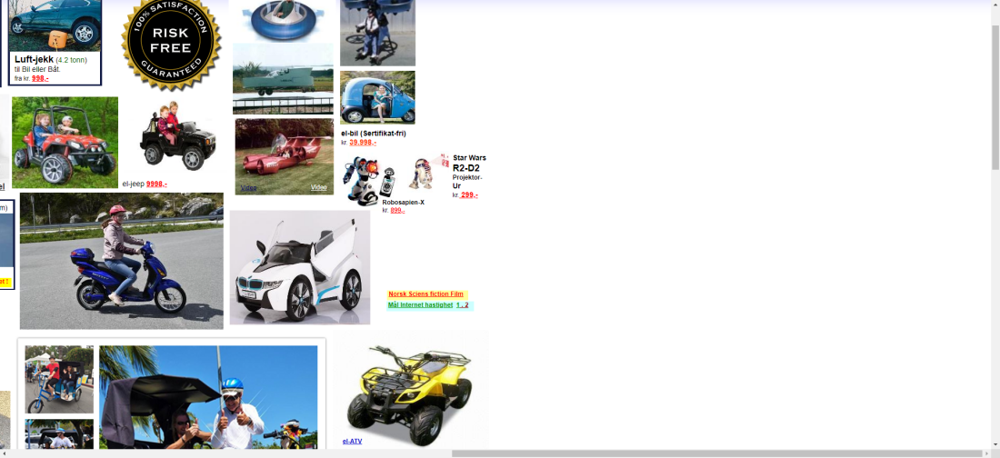 Luft-jekk (4.2 tonn)
til Bil eller Båt.
fra kr. 998,-
100% SATISFACTION
RISK
FREE
GUARANTEED
el-bil (Sertifikat-fri)
kr. 39.998,-
Star Wars
R2-D2
Projektor-
Ur
kr. 299,-
Robosapien-X
kr. 899,-
Video Video
el
el-jeep 9998,-
m)
et !
Norsk Sciens fiction Film
Mål Internet hastighet 1 . 2
el-ATV